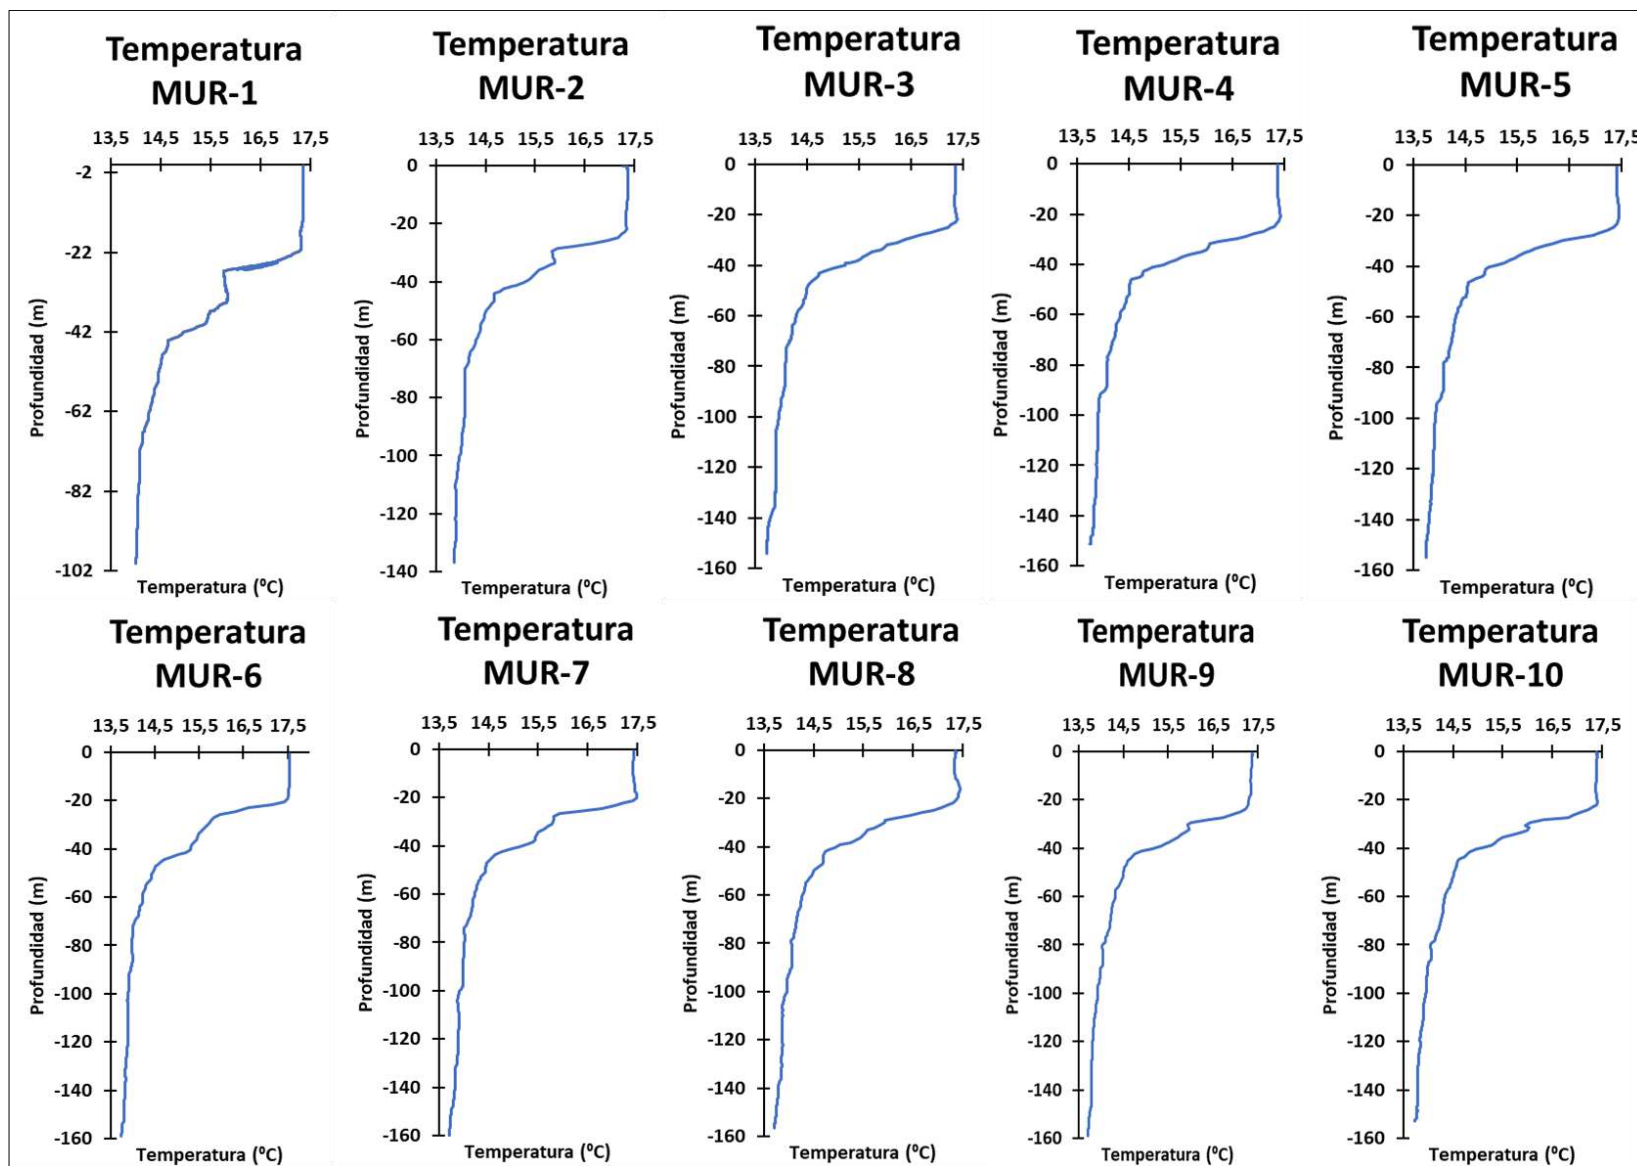 Temperatura
MUR-1
13,5 14,5 15,5 16,5 17,5
-2
-22
-42
-62
-82
-102
Profundidad (m)
Temperatura (ºC)
Temperatura
MUR-2
13,5 14,5 15,5 16,5 17,5
0
-20
-40
-60
-80
-100
-120
-140
Profundidad (m)
Temperatura (ºC)
Temperatura
MUR-3
13,5 14,5 15,5 16,5 17,5
0
-20
-40
-60
-80
-100
-120
-140
-160
Profundidad (m)
Temperatura (ºC)
Temperatura
MUR-4
13,5 14,5 15,5 16,5 17,5
0
-20
-40
-60
-80
-100
-120
-140
-160
Profundidad (m)
Temperatura (ºC)
Temperatura
MUR-5
13,5 14,5 15,5 16,5 17,5
0
-20
-40
-60
-80
-100
-120
-140
-160
Profundidad (m)
Temperatura (ºC)
Temperatura
MUR-6
13,5 14,5 15,5 16,5 17,5
0
-20
-40
-60
-80
-100
-120
-140
-160
Profundidad (m)
Temperatura (ºC)
Temperatura
MUR-7
13,5 14,5 15,5 16,5 17,5
0
-20
-40
-60
-80
-100
-120
-140
-160
Profundidad (m)
Temperatura (ºC)
Temperatura
MUR-8
13,5 14,5 15,5 16,5 17,5
0
-20
-40
-60
-80
-100
-120
-140
-160
Profundidad (m)
Temperatura (ºC)
Temperatura
MUR-9
13,5 14,5 15,5 16,5 17,5
0
-20
-40
-60
-80
-100
-120
-140
-160
Profundidad (m)
Temperatura (ºC)
Temperatura
MUR-10
13,5 14,5 15,5 16,5 17,5
0
-20
-40
-60
-80
-100
-120
-140
-160
Profundidad (m)
Temperatura (ºC)